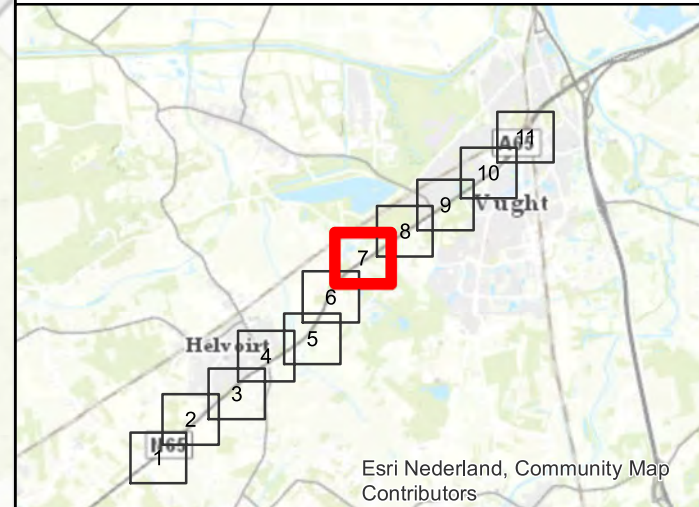 11
A65
10
Vught
9
8
7
6
5
Helvoirt
4
3
2
N65
1
Esri Nederland, Community Map
Contributors